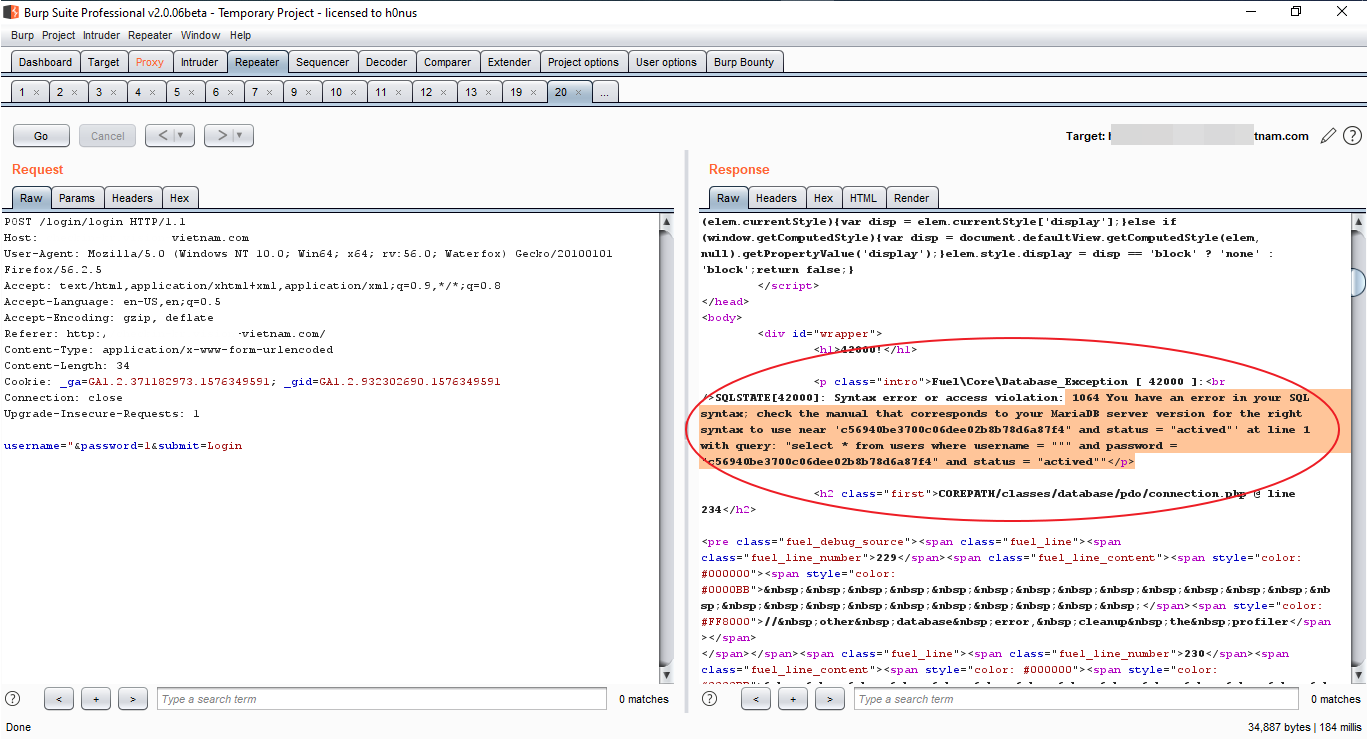 Burp Suite Professional v2.0.06beta - Temporary Project - licensed to h0nus
Burp Project Intruder Repeater Window Help
Dashboard Target Proxy Intruder Repeater Sequencer Decoder Comparer Extender Project options User options Burp Bounty
1 × 2 × 3 × 4 × 5 × 6 × 7 × 9 × 10 × 11 × 12 × 13 × 19 × 20 × ...
Go Cancel < > Target: tnam.com ?
Request
Raw Params Headers Hex
POST /login/login HTTP/1.1
Host: vietnam.com
User-Agent: Mozilla/5.0 (Windows NT 10.0; Win64; x64; rv:56.0; Waterfox) Gecko/20100101
Firefox/56.2.5
Accept: text/html,application/xhtml+xml,application/xml;q=0.9,*/*;q=0.8
Accept-Language: en-US,en;q=0.5
Accept-Encoding: gzip, deflate
Referer: http: -vietnam.com/
Content-Type: application/x-www-form-urlencoded
Content-Length: 34
Cookie: _ga=GA1.2.371182973.1576349591; _gid=GA1.2.932302690.1576349591
Connection: close
Upgrade-Insecure-Requests: 1
username="&password=1&submit=Login
Response
Raw Headers Hex HTML Render
(elem.currentStyle){var disp = elem.currentStyle['display'];}else if
(window.getComputedStyle){var disp = document.defaultView.getComputedStyle(elem,
null).getPropertyValue('display');}elem.style.display = disp == 'block' ? 'none' :
'block';return false;}
</script>
</head>
<body>
<div id="wrapper">
<h1>42000!</h1>
<p class="intro">Fuel\Core\Database_Exception [ 42000 ]:<br
/>SQLSTATE[42000]: Syntax error or access violation: 1064 You have an error in your SQL
syntax; check the manual that corresponds to your MariaDB server version for the right
syntax to use near 'c56940be3700c06dee02b8b78d6a87f4" and status = "actived"' at line 1
with query: "select * from users where username = """ and password =
"c56940be3700c06dee02b8b78d6a87f4" and status = "actived""</p>
<h2 class="first">COREPATH/classes/database/pdo/connection.php @ line
234</h2>
<pre class="fuel_debug_source"><span class="fuel_line"><span
class="fuel_line_number">229</span><span class="fuel_line_content"><span style="color:
#000000"><span style="color:
#0000BB">&nbsp;&nbsp;&nbsp;&nbsp;&nbsp;&nbsp;&nbsp;&nbsp;&nbsp;&nbsp;&nbsp;&nb
sp;&nbsp;&nbsp;&nbsp;&nbsp;&nbsp;&nbsp;&nbsp;&nbsp;&nbsp;</span><span style="color:
#FF8000">//&nbsp;other&nbsp;database&nbsp;error,&nbsp;cleanup&nbsp;the&nbsp;profiler</span
></span>
</span></span><span class="fuel_line"><span class="fuel_line_number">230</span><span
class="fuel_line_content"><span style="color: #000000"><span style="color:
? < + > Type a search term 0 matches
? < + > Type a search term 0 matches
Done 34,887 bytes | 184 millis